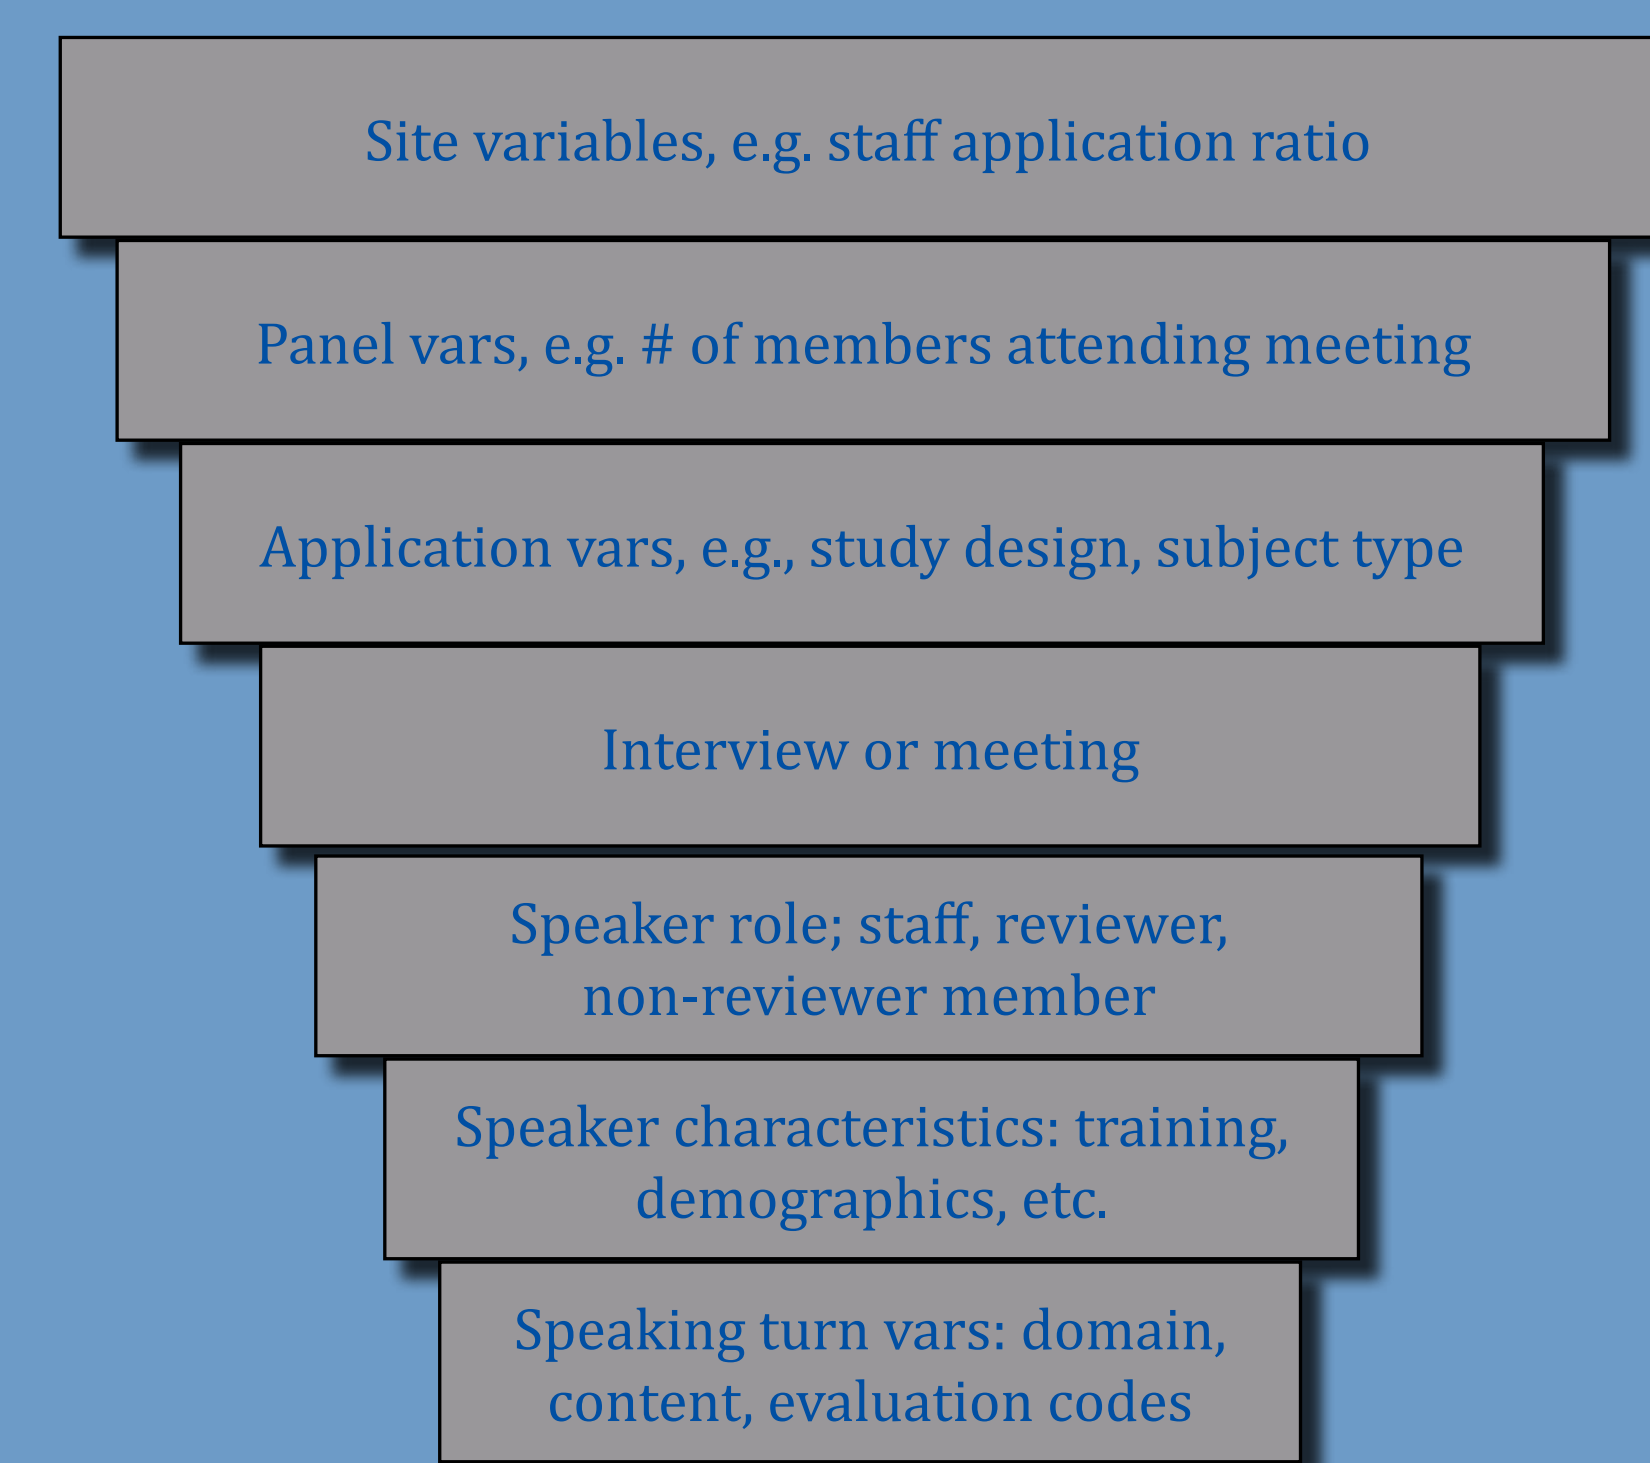 Site variables, e.g. staff application ratio
Panel vars, e.g. # of members attending meeting
Application vars, e.g., study design, subject type
Interview or meeting
Speaker role; staff, reviewer,
non-reviewer member
Speaker characteristics: training,
demographics, etc.
Speaking turn vars: domain,
content, evaluation codes